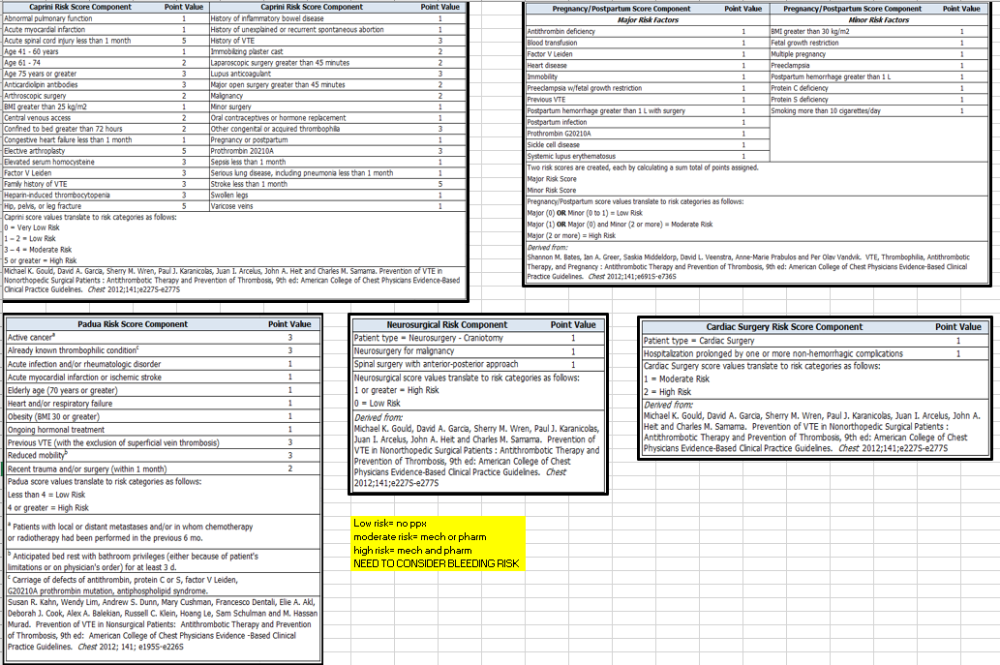 Caprini Risk Score Component Point Value Caprini Risk Score Component Point Value
Abnormal pulmonary function 1 History of inflammatory bowel disease 1
Acute myocardial infarction 1 History of unexplained or recurrent spontaneous abortion 1
Acute spinal cord injury less than 1 month 5 History of VTE 3
Age 41 - 60 years 1 Immobilizing plaster cast 2
Age 61 - 74 2 Laparoscopic surgery greater than 45 minutes 2
Age 75 years or greater 3 Lupus anticoagulant 3
Anticardiolipin antibodies 3 Major open surgery greater than 45 minutes 2
Arthroscopic surgery 2 Malignancy 2
BMI greater than 25 kg/m2 1 Minor surgery 1
Central venous access 2 Oral contraceptives or hormone replacement 1
Confined to bed greater than 72 hours 2 Other congenital or acquired thrombophilia 3
Congestive heart failure less than 1 month 1 Pregnancy or postpartum 1
Elective arthroplasty 5 Prothrombin 20210A 3
Elevated serum homocysteine 3 Sepsis less than 1 month 1
Factor V Leiden 3 Serious lung disease, including pneumonia less than 1 month 1
Family history of VTE 3 Stroke less than 1 month 5
Heparin-induced thrombocytopenia 3 Swollen legs 1
Hip, pelvis, or leg fracture 5 Varicose veins 1
Caprini score values translate to risk categories as follows:
0 = Very Low Risk
1 – 2 = Low Risk
3 – 4 = Moderate Risk
5 or greater = High Risk
Michael K. Gould, David A. Garcia, Sherry M. Wren, Paul J. Karanicolas, Juan I. Arcelus, John A. Heit and Charles M. Samama. Prevention of VTE in
Nonorthopedic Surgical Patients : Antithrombotic Therapy and Prevention of Thrombosis, 9th ed: American College of Chest Physicians Evidence-Based
Clinical Practice Guidelines. Chest 2012;141;e227S-e277S
Pregnancy/Postpartum Score Component Point Value Pregnancy/Postpartum Score Component Point Value
Major Risk Factors Minor Risk Factors
Antithrombin deficiency 1 BMI greater than 30 kg/m2 1
Blood transfusion 1 Fetal growth restriction 1
Factor V Leiden 1 Multiple pregnancy 1
Heart disease 1 Preeclampsia 1
Immobility 1 Postpartum hemorrhage greater than 1 L 1
Preeclampsia w/fetal growth restriction 1 Protein C deficiency 1
Previous VTE 1 Protein S deficiency 1
Postpartum hemorrhage greater than 1 L with surgery 1 Smoking more than 10 cigarettes/day 1
Postpartum infection 1
Prothrombin G20210A 1
Sickle cell disease 1
Systemic lupus erythematosus 1
Two risk scores are created, each by calculating a sum total of points assigned.
Major Risk Score
Minor Risk Score
Pregnancy/Postpartum score values translate to risk categories as follows:
Major (0) OR Minor (0 to 1) = Low Risk
Major (1) OR Major (0) and Minor (2 or more) = Moderate Risk
Major (2 or more) = High Risk
Derived from:
Shannon M. Bates, Ian A. Greer, Saskia Middeldorp, David L. Veenstra, Anne-Marie Prabulos and Per Olav Vandvik. VTE, Thrombophilia, Antithrombotic
Therapy, and Pregnancy : Antithrombotic Therapy and Prevention of Thrombosis, 9th ed: American College of Chest Physicians Evidence-Based Clinical
Practice Guidelines. Chest 2012;141;e691S-e736S
Padua Risk Score Component Point Value
Active cancerᵃ 3
Already known thrombophilic conditionᶜ 3
Acute infection and/or rheumatologic disorder 1
Acute myocardial infarction or ischemic stroke 1
Elderly age (70 years or greater) 1
Heart and/or respiratory failure 1
Obesity (BMI 30 or greater) 1
Ongoing hormonal treatment 1
Previous VTE (with the exclusion of superficial vein thrombosis) 3
Reduced mobilityᵇ 3
Recent trauma and/or surgery (within 1 month) 2
Padua score values translate to risk categories as follows:
Less than 4 = Low Risk
4 or greater = High Risk
ᵃ Patients with local or distant metastases and/or in whom chemotherapy
or radiotherapy had been performed in the previous 6 mo.
ᵇ Anticipated bed rest with bathroom privileges (either because of patient's
limitations or on physician's order) for at least 3 d.
ᶜ Carriage of defects of antithrombin, protein C or S, factor V Leiden,
G20210A prothrombin mutation, antiphospholipid syndrome.
Susan R. Kahn, Wendy Lim, Andrew S. Dunn, Mary Cushman, Francesco Dentali, Elie A. Akl,
Deborah J. Cook, Alex A. Balekian, Russell C. Klein, Hoang Le, Sam Schulman and M. Hassan
Murad. Prevention of VTE in Nonsurgical Patients: Antithrombotic Therapy and Prevention
of Thrombosis, 9th ed: American College of Chest Physicians Evidence -Based Clinical
Practice Guidelines. Chest 2012; 141; e195S-e226S
Neurosurgical Risk Component Point Value
Patient type = Neurosurgery - Craniotomy 1
Neurosurgery for malignancy 1
Spinal surgery with anterior-posterior approach 1
Neurosurgical score values translate to risk categories as follows:
1 or greater = High Risk
0 = Low Risk
Derived from:
Michael K. Gould, David A. Garcia, Sherry M. Wren, Paul J. Karanicolas,
Juan I. Arcelus, John A. Heit and Charles M. Samama. Prevention of
VTE in Nonorthopedic Surgical Patients : Antithrombotic Therapy and
Prevention of Thrombosis, 9th ed: American College of Chest
Physicians Evidence-Based Clinical Practice Guidelines. Chest
2012;141;e227S-e277S
Low risk= no ppx
moderate risk= mech or pharm
high risk= mech and pharm
NEED TO CONSIDER BLEEDING RISK
Cardiac Surgery Risk Score Component Point Value
Patient type = Cardiac Surgery 1
Hospitalization prolonged by one or more non-hemorrhagic complications 1
Cardiac Surgery score values translate to risk categories as follows:
1 = Moderate Risk
2 = High Risk
Derived from:
Michael K. Gould, David A. Garcia, Sherry M. Wren, Paul J. Karanicolas, Juan I. Arcelus, John A.
Heit and Charles M. Samama. Prevention of VTE in Nonorthopedic Surgical Patients :
Antithrombotic Therapy and Prevention of Thrombosis, 9th ed: American College of Chest
Physicians Evidence-Based Clinical Practice Guidelines. Chest 2012;141;e227S-e277S